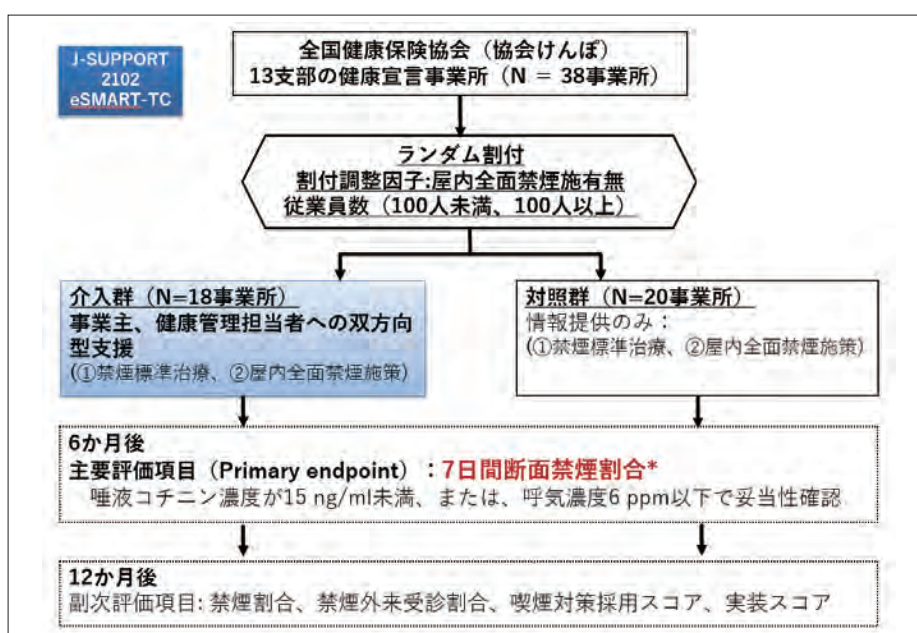 J-SUPPORT
2102
eSMART-TC
全国健康保険協会（協会けんぽ）
13支部の健康宣言事業所（N = 38事業所）
ランダム割付
割付調整因子:屋内全面禁煙施有無
従業員数（100人未満、100人以上）
介入群（N=18事業所）
事業主、健康管理担当者への双方向
型支援
(①禁煙標準治療、②屋内全面禁煙施策)
対照群（N=20事業所）
情報提供のみ：
(①禁煙標準治療、②屋内全面禁煙施策)
6か月後
主要評価項目（Primary endpoint）：7日間断面禁煙割合*
唾液コチニン濃度が15 ng/ml未満、または、呼気濃度6 ppm以下で妥当性確認
12か月後
副次評価項目: 禁煙割合、禁煙外来受診割合、喫煙対策採用スコア、実装スコア